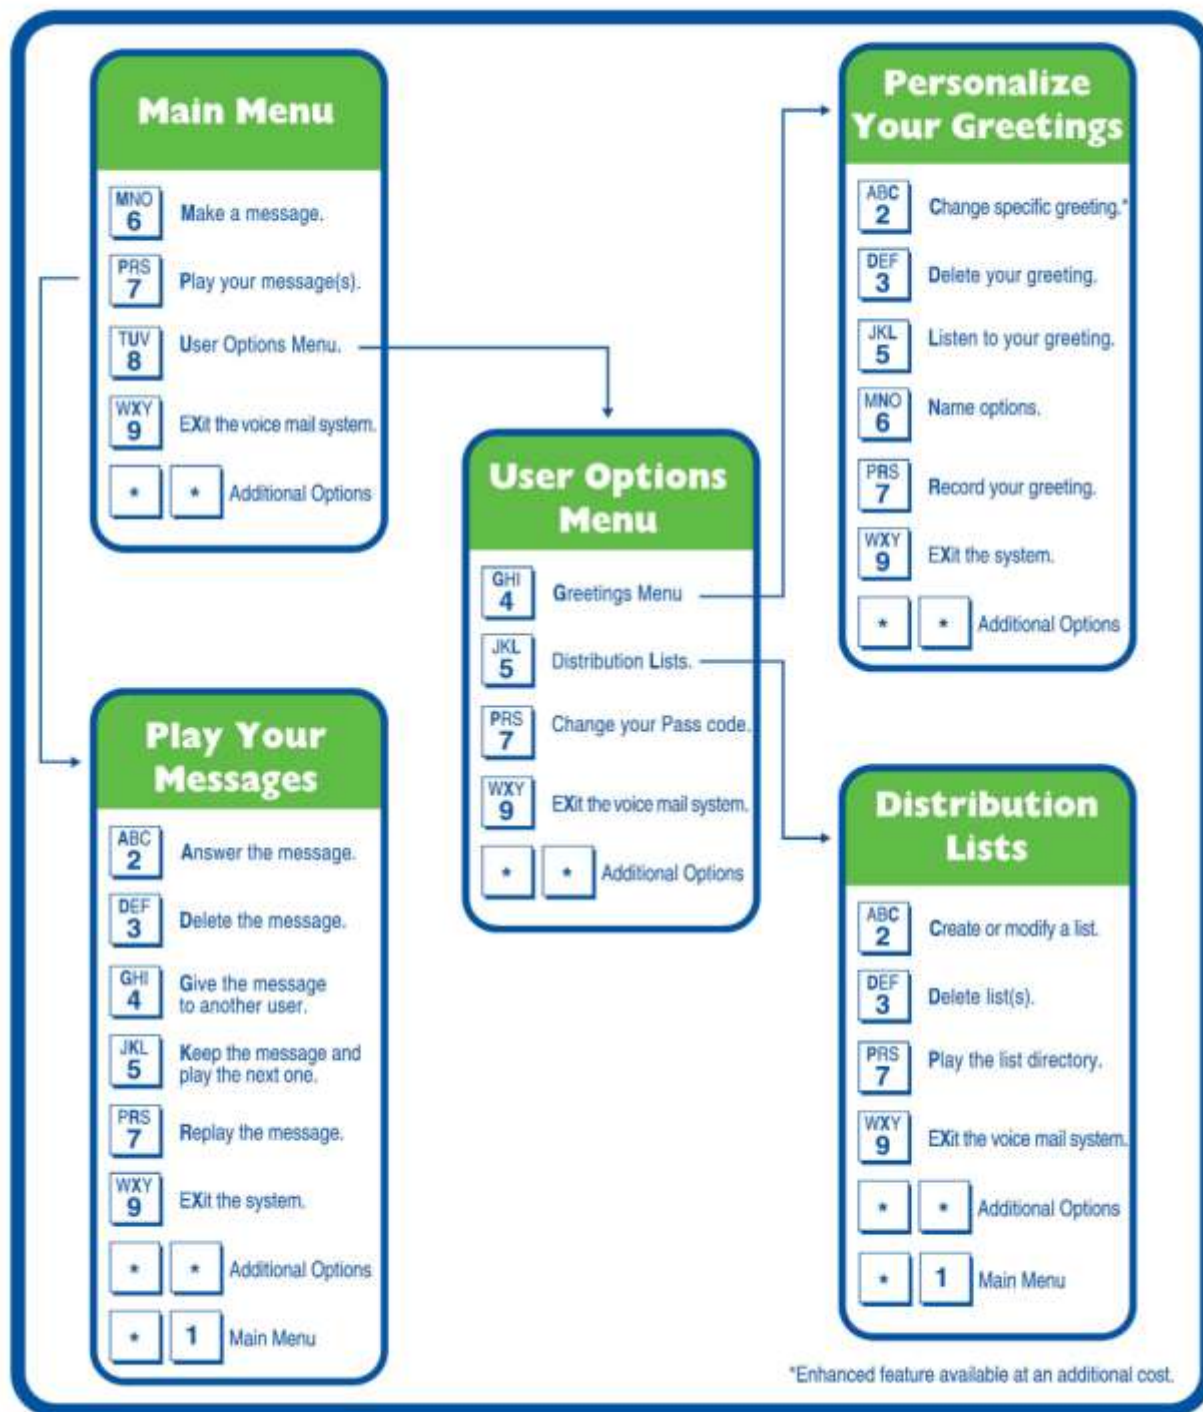 Main Menu
MNO
6
Make a message.
PRS
7
Play your message(s).
TUV
8
User Options Menu.
WXY
9
EXit the voice mail system.
* * Additional Options
Play Your
Messages
ABC
2
Answer the message.
DEF
3
Delete the message.
GHI
4
Give the message
to another user.
JKL
5
Keep the message and
play the next one.
PRS
7
Replay the message.
WXY
9
EXit the system.
* * Additional Options
* 1 Main Menu
User Options
Menu
GHI
4
Greetings Menu
JKL
5
Distribution Lists.
PRS
7
Change your Pass code.
WXY
9
EXit the voice mail system.
* * Additional Options
Personalize
Your Greetings
ABC
2
Change specific greeting.*
DEF
3
Delete your greeting.
JKL
5
Listen to your greeting.
MNO
6
Name options.
PRS
7
Record your greeting.
WXY
9
EXit the system.
* * Additional Options
Distribution
Lists
ABC
2
Create or modify a list.
DEF
3
Delete list(s).
PRS
7
Play the list directory.
WXY
9
EXit the voice mail system.
* * Additional Options
* 1 Main Menu
*Enhanced feature available at an additional cost.